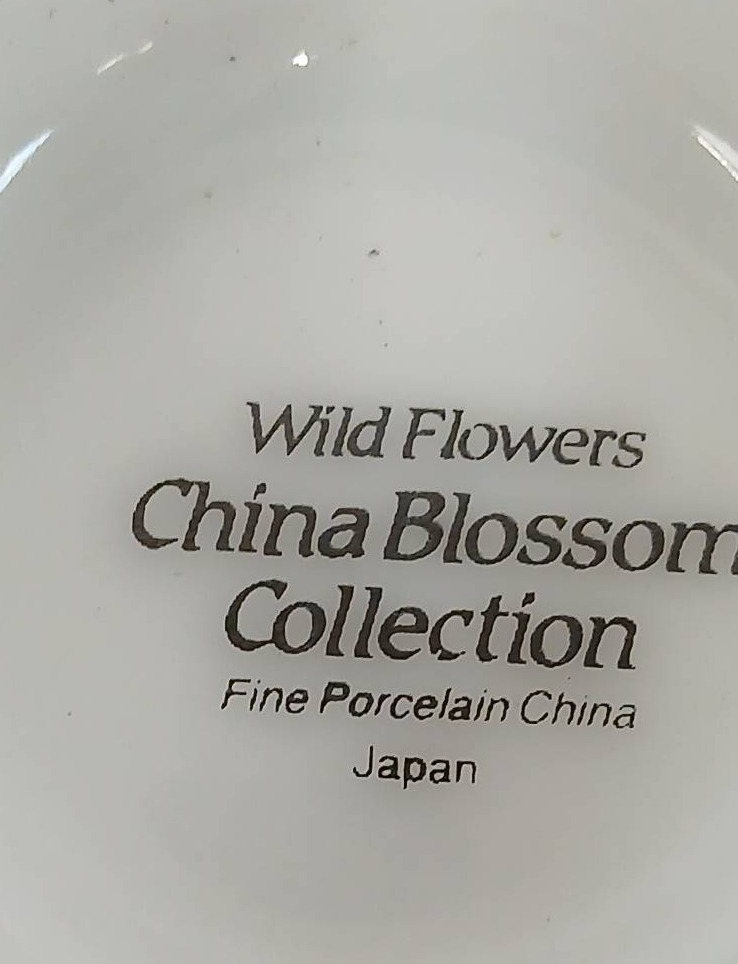 Wild Flowers
China Blossom
Collection
Fine Porcelain China
Japan